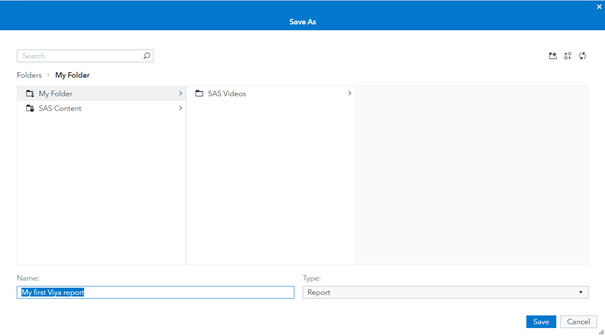 Save As
Search
Folders > My Folder
My Folder
SAS Videos
SAS Content
Name:
Type:
My first Viya report
Report
Save
Cancel